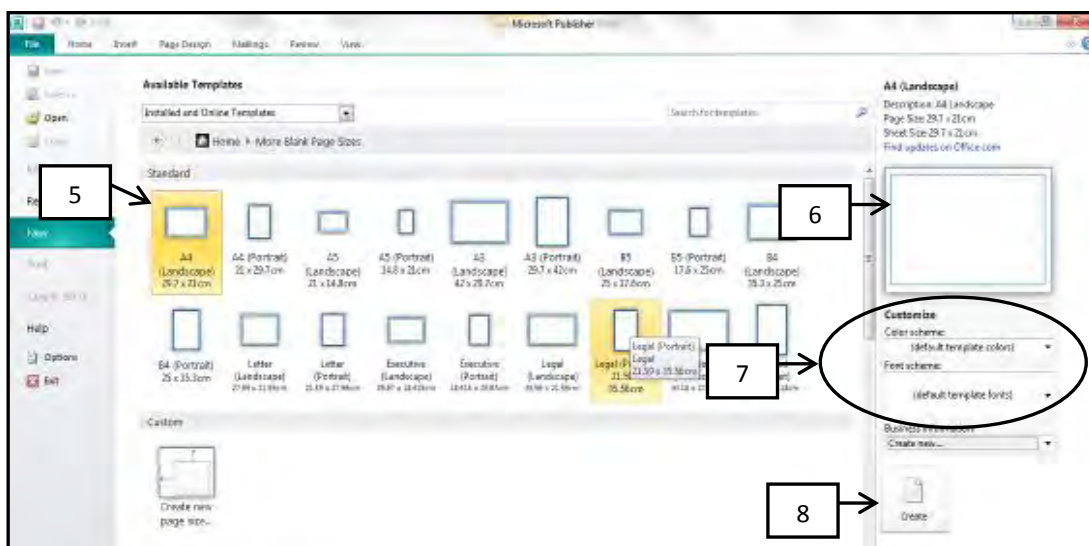 Microsoft Publisher
File Home Insert Page Design Mailings Review View
Open
New
Help
Options
Exit
Available Templates
Installed and Online Templates
Search for templates
Home ▸ More Blank Page Sizes
Standard
A4
(Landscape)
29.7 x 21cm
A4 (Portrait)
21 x 29.7cm
A5
(Landscape)
21 x 14.8cm
A5 (Portrait)
14.8 x 21cm
A3
(Landscape)
42 x 29.7cm
A3 (Portrait)
29.7 x 42cm
B5
(Landscape)
25 x 17.6cm
B5 (Portrait)
17.6 x 25cm
B4
(Landscape)
35.3 x 25cm
B4 (Portrait)
25 x 35.3cm
Letter
(Landscape)
Letter
(Portrait)
Executive
(Landscape)
Executive
(Portrait)
Legal
(Landscape)
35.56cm
Legal (Portrait)
Legal
21.59 x 35.56cm
Custom
Create new
page size...
A4 (Landscape)
Description: A4 Landscape
Page Size 29.7 x 21cm
Sheet Size 29.7 x 21cm
Find updates on Office.com
Customize
Color scheme:
(default template colors)
Font scheme:
(default template fonts)
Business information:
Create new...
Create
5
6
7
8